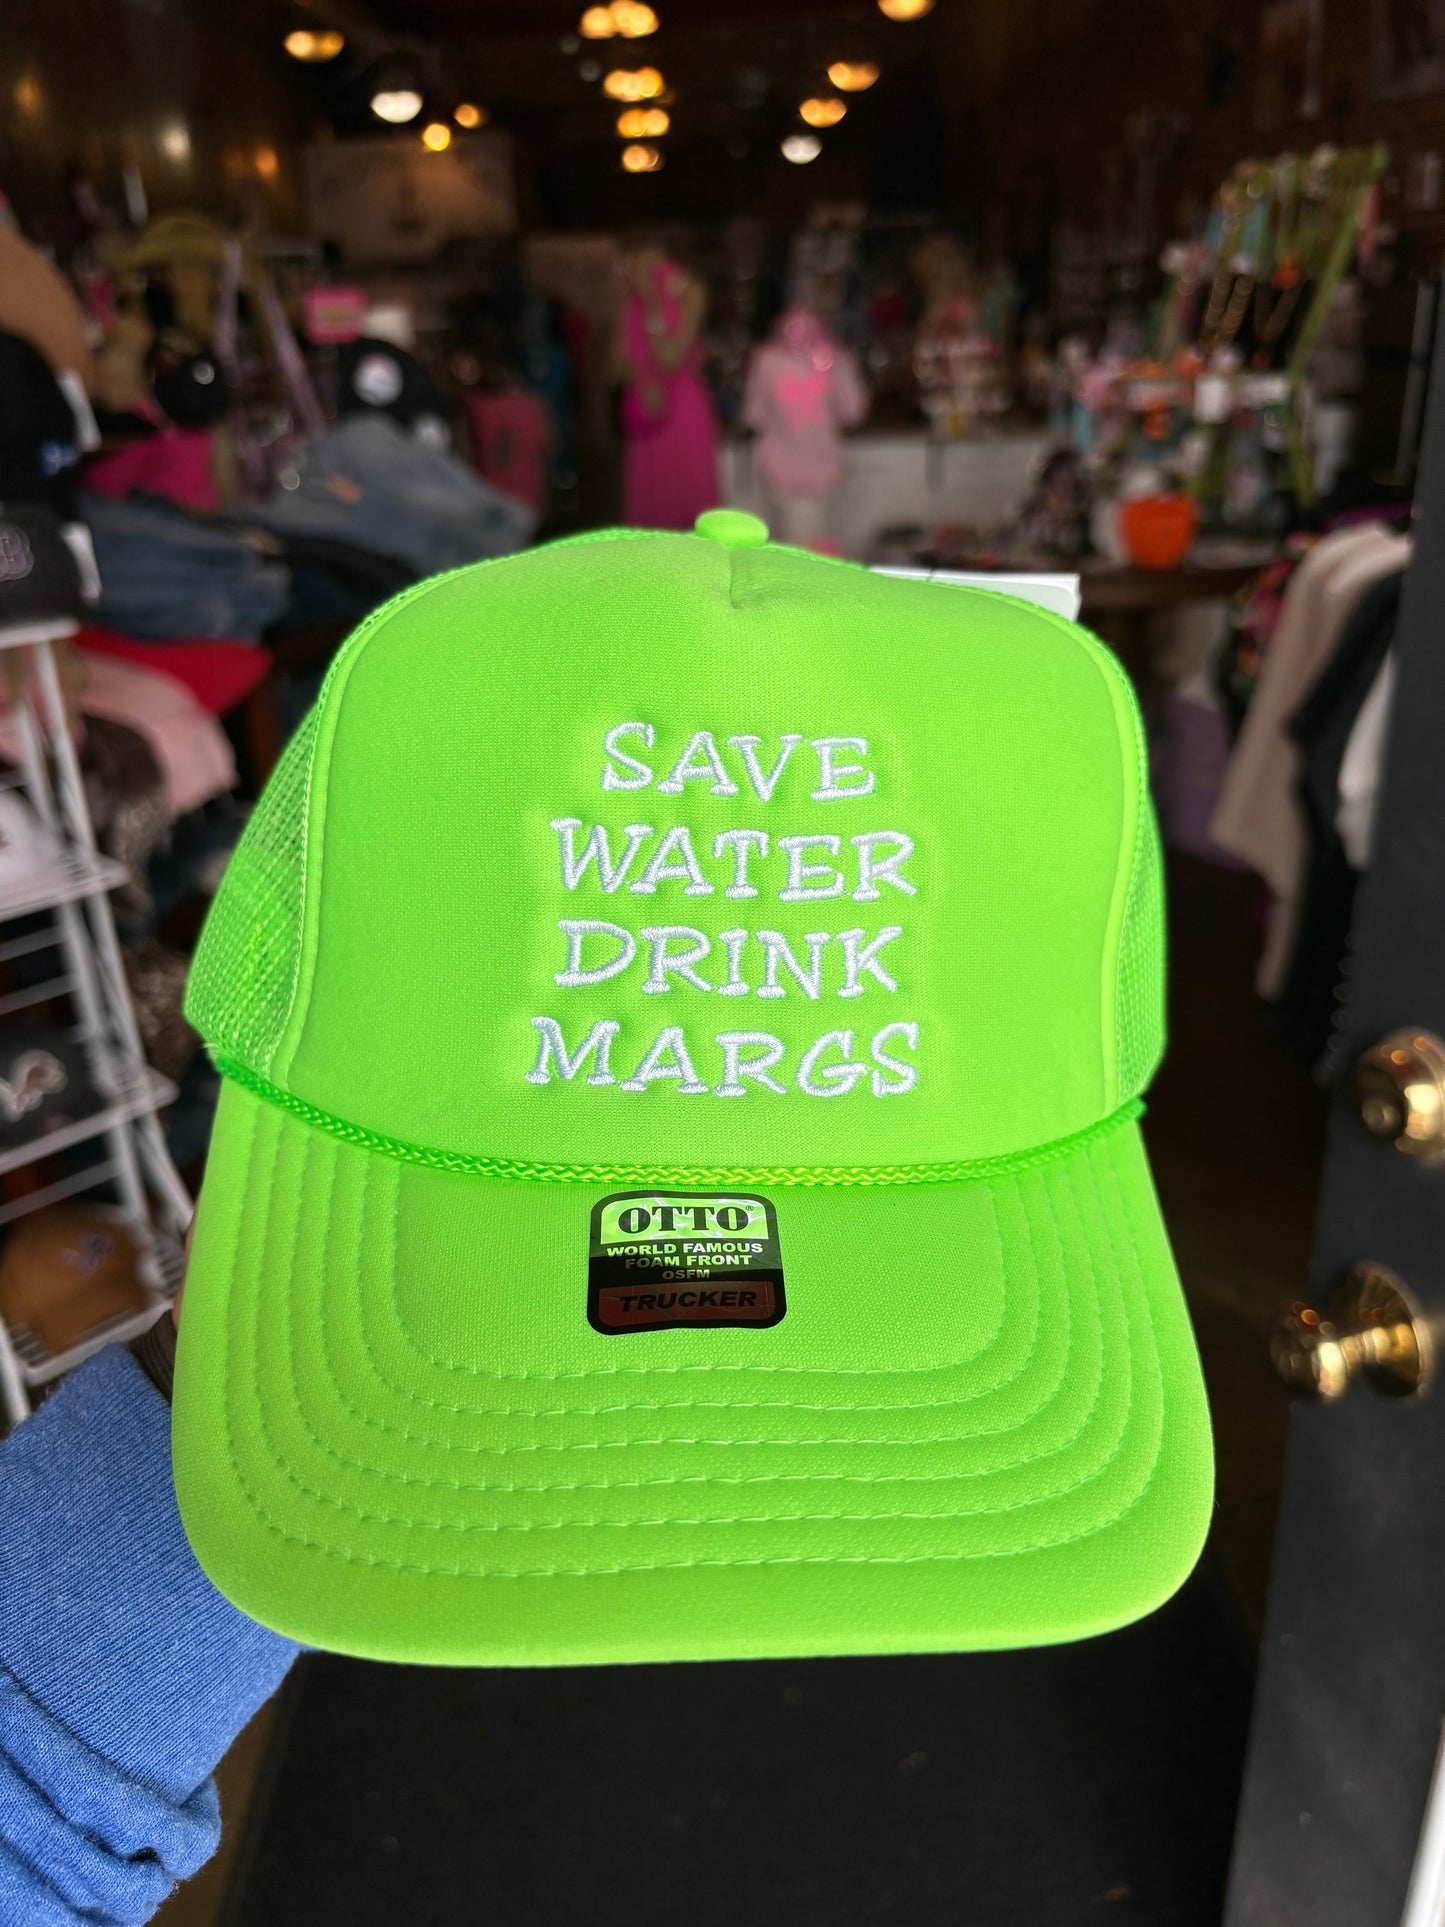 SAVE
WATER
DRINK
MARGS
OTTO®
WORLD FAMOUS
FOAM FRONT
OSFM
TRUCKER